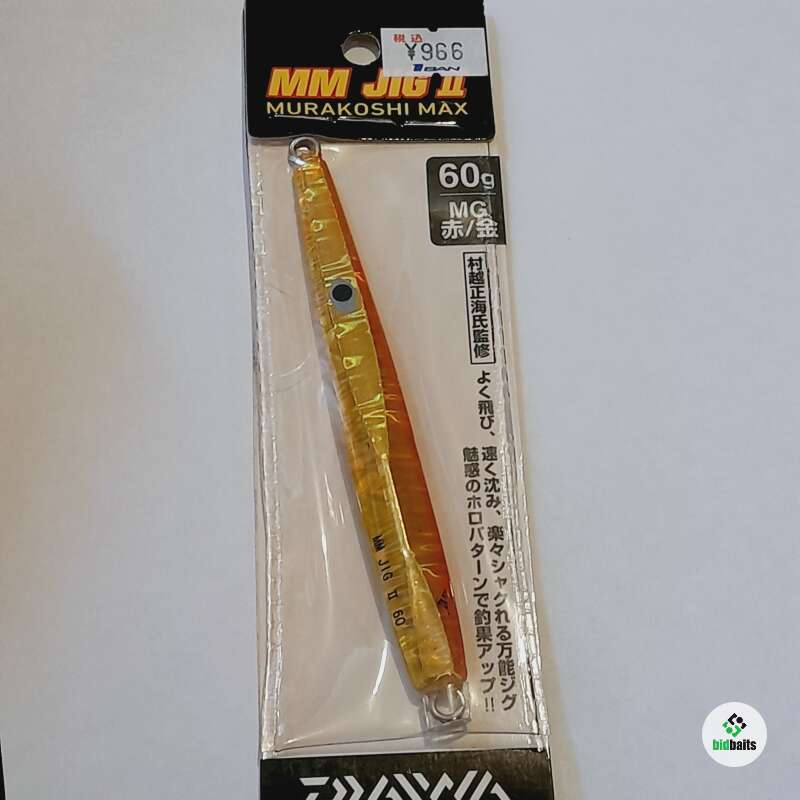 税込
¥966
1BAN
MM JIG II
MURAKOSHI MAX
60g
MG
赤/金
村越正海氏監修
よく飛び、速く沈み、楽々シャクれる万能ジグ
魅惑のホロパターンで釣果アップ!!
MM JIG II 60
DAIWA
bidbaits